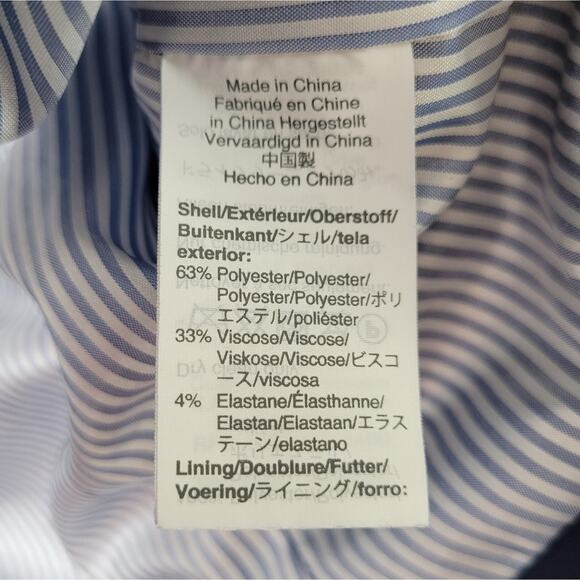 Made in China
Fabriqué en Chine
in China Hergestellt
Vervaardigd in China
中国製
Hecho en China
Shell/Extérieur/Oberstoff/
Buitenkant/シェル/tela
exterior:
63% Polyester/Polyester/
Polyester/Polyester/ポリ
エステル/poliéster
33% Viscose/Viscose/
Viskose/Viscose/ビスコ
ース/viscosa
4% Elastane/Élasthanne/
Elastan/Elastaan/エラス
テーン/elastano
Lining/Doublure/Futter/
Voering/ライニング/forro: